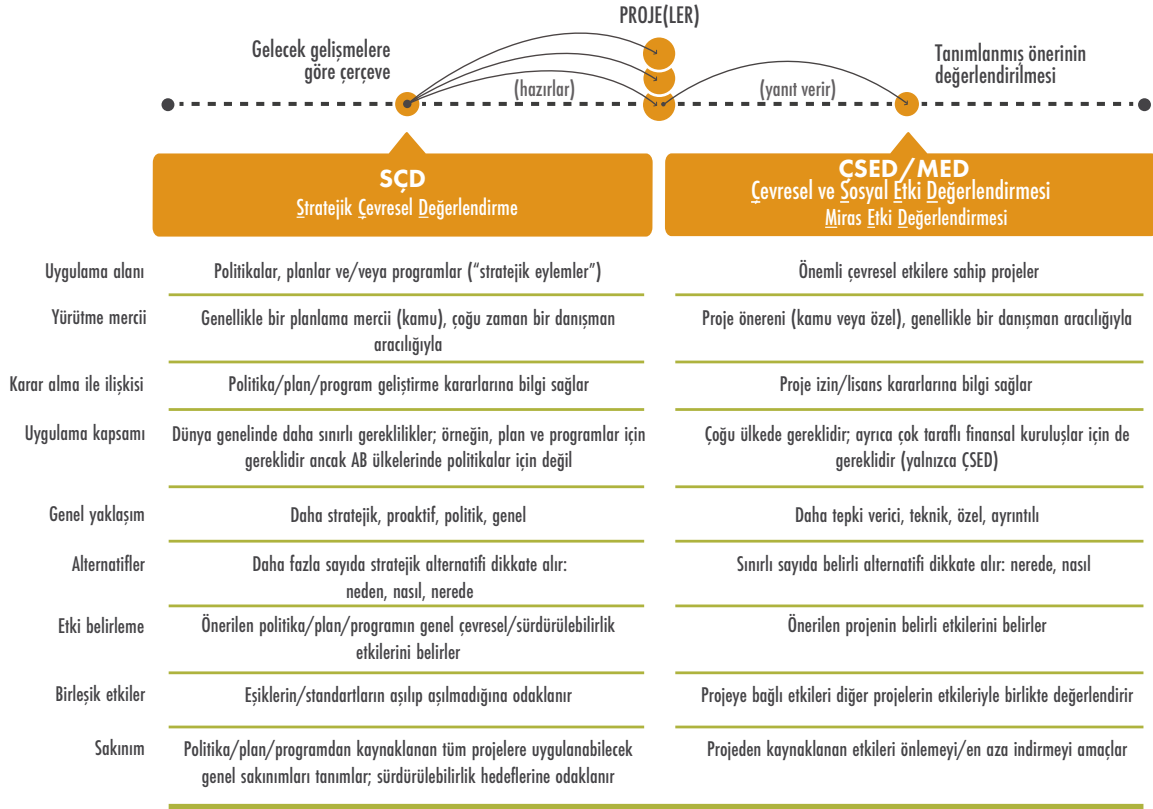 PROJE(LER)
Gelecek gelişmelere
göre çerçeve
Tanımlanmış önerinin
değerlendirilmesi
(hazırlar)
(yanıt verir)
SÇD
Stratejik Çevresel Değerlendirme
ÇSED/MED
Çevresel ve Sosyal Etki Değerlendirmesi
Miras Etki Değerlendirmesi
Uygulama alanı
Politikalar, planlar ve/veya programlar (“stratejik eylemler”)
Önemli çevresel etkilere sahip projeler
Yürütme mercii
Genellikle bir planlama mercii (kamu), çoğu zaman bir danışman
aracılığıyla
Proje önereni (kamu veya özel), genellikle bir danışman aracılığıyla
Karar alma ile ilişkisi
Politika/plan/program geliştirme kararlarına bilgi sağlar
Proje izin/lisans kararlarına bilgi sağlar
Uygulama kapsamı
Dünya genelinde daha sınırlı gereklilikler; örneğin, plan ve programlar için
gereklidir ancak AB ülkelerinde politikalar için değil
Çoğu ülkede gereklidir; ayrıca çok taraflı finansal kuruluşlar için de
gereklidir (yalnızca ÇSED)
Genel yaklaşım
Daha stratejik, proaktif, politik, genel
Daha tepki verici, teknik, özel, ayrıntılı
Alternatifler
Daha fazla sayıda stratejik alternatifi dikkate alır:
neden, nasıl, nerede
Sınırlı sayıda belirli alternatifi dikkate alır: nerede, nasıl
Etki belirleme
Önerilen politika/plan/programın genel çevresel/sürdürülebilirlik
etkilerini belirler
Önerilen projenin belirli etkilerini belirler
Birleşik etkiler
Eşiklerin/standartların aşılıp aşılmadığına odaklanır
Projeye bağlı etkileri diğer projelerin etkileriyle birlikte değerlendirir
Sakınım
Politika/plan/programdan kaynaklanan tüm projelere uygulanabilecek
genel sakınımları tanımlar; sürdürülebilirlik hedeflerine odaklanır
Projeden kaynaklanan etkileri önlemeyi/en aza indirmeyi amaçlar